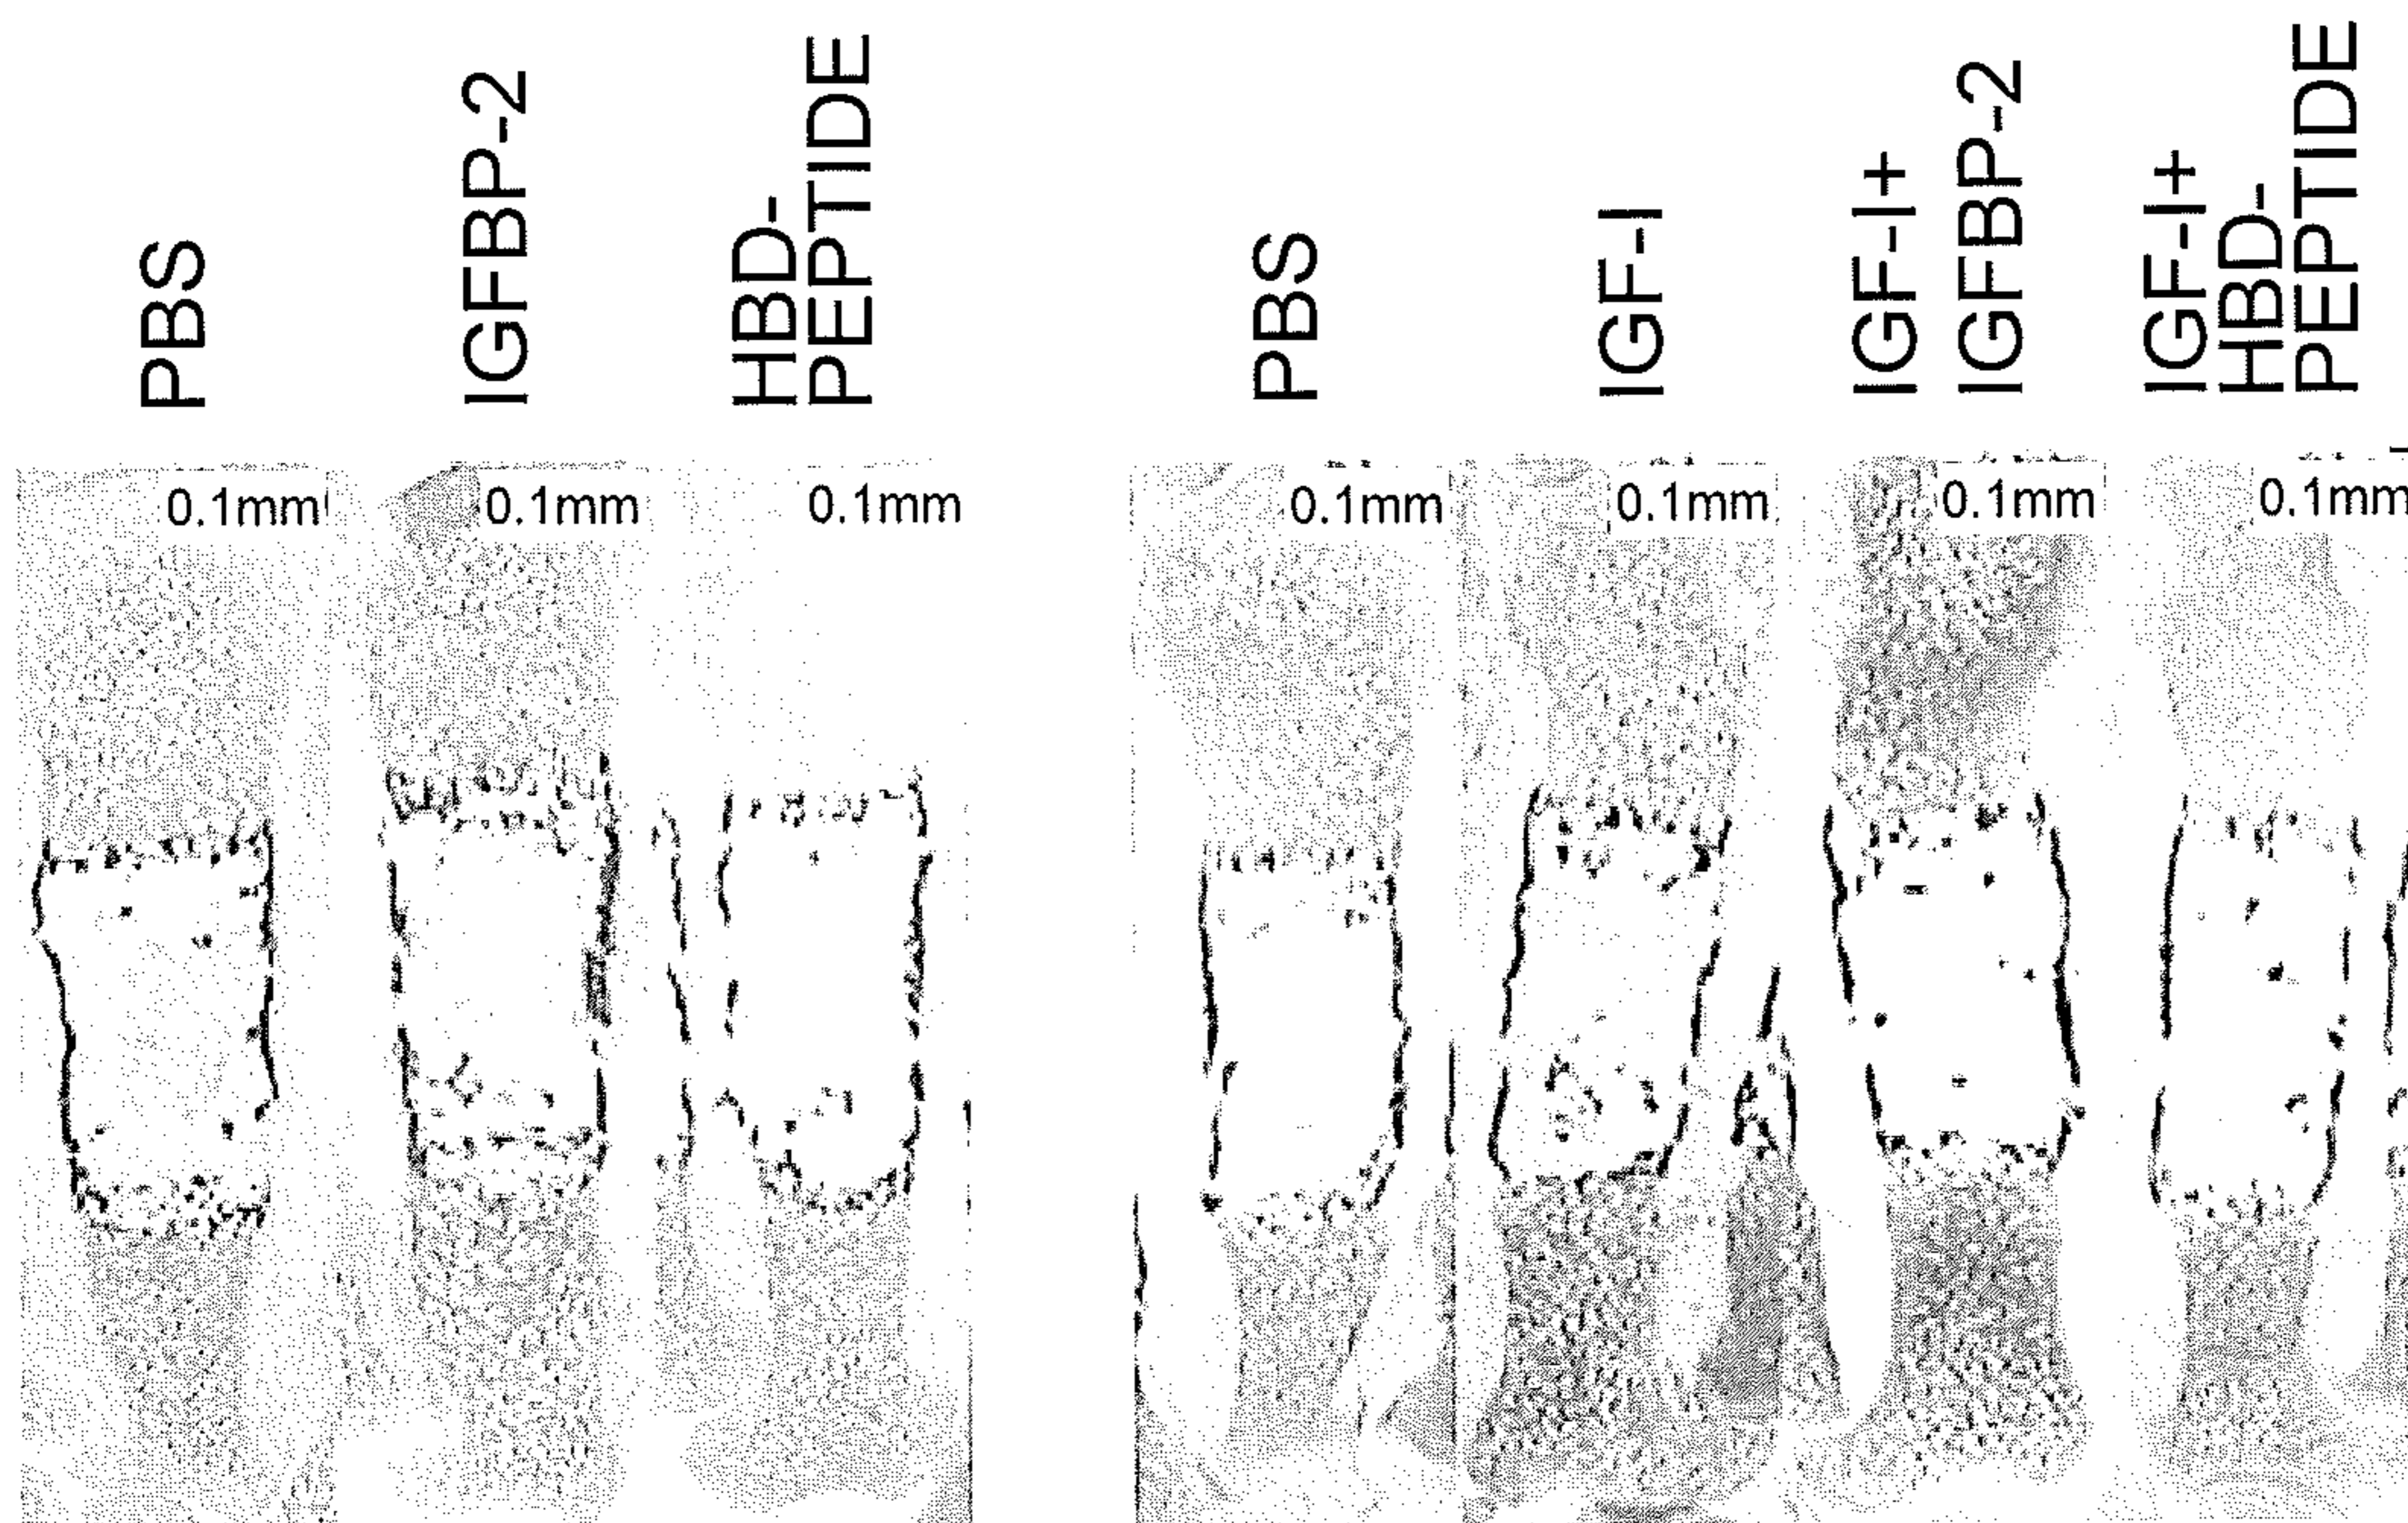 PBS
IGFBP-2
HBD-
PEPTIDE
PBS
IGF-I
IGF-I+
IGFBP-2
IGF-I+
HBD-
PEPTIDE
0.1mm
0.1mm
0.1mm
0.1mm
0.1mm
0.1mm
0.1mm